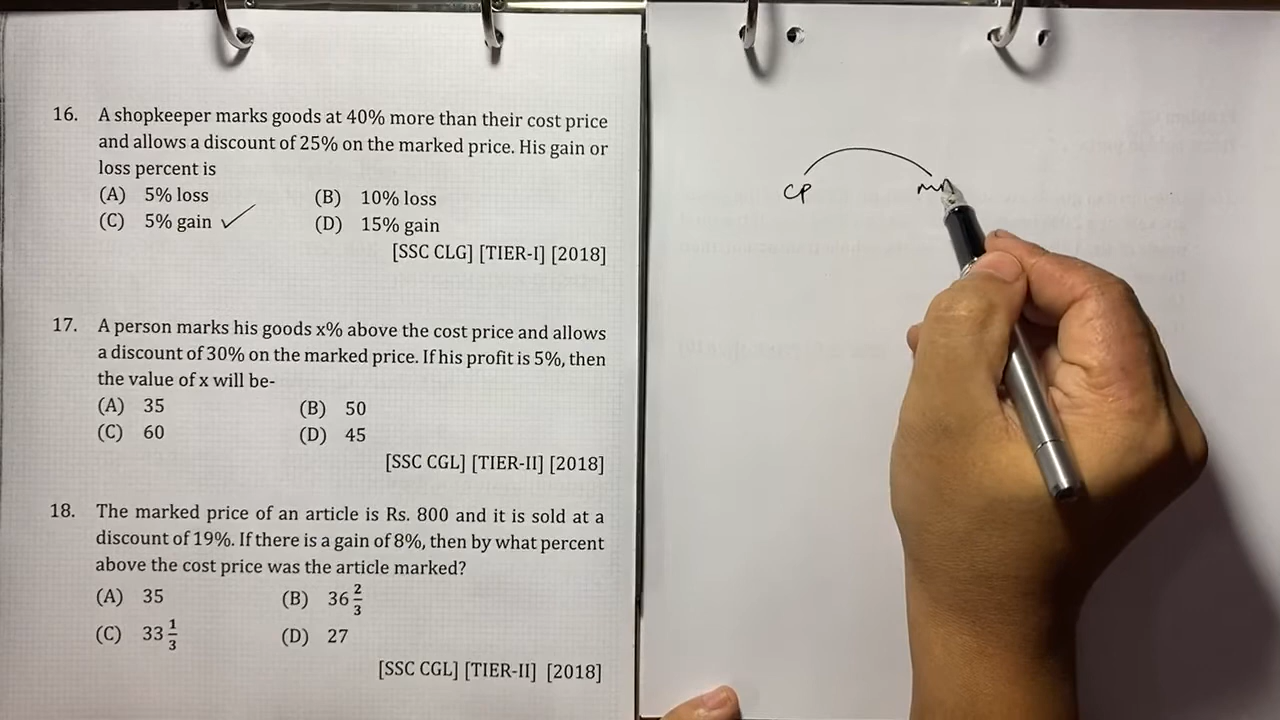 16. A shopkeeper marks goods at 40% more than their cost price
and allows a discount of 25% on the marked price. His gain or
loss percent is
(A) 5% loss (B) 10% loss
(C) 5% gain (D) 15% gain
[SSC CLG] [TIER-I] [2018]
17. A person marks his goods x% above the cost price and allows
a discount of 30% on the marked price. If his profit is 5%, then
the value of x will be-
(A) 35 (B) 50
(C) 60 (D) 45
[SSC CGL] [TIER-II] [2018]
18. The marked price of an article is Rs. 800 and it is sold at a
discount of 19%. If there is a gain of 8%, then by what percent
above the cost price was the article marked?
(A) 35 (B) 36 2/3
(C) 33 1/3 (D) 27
[SSC CGL] [TIER-II] [2018]
CP